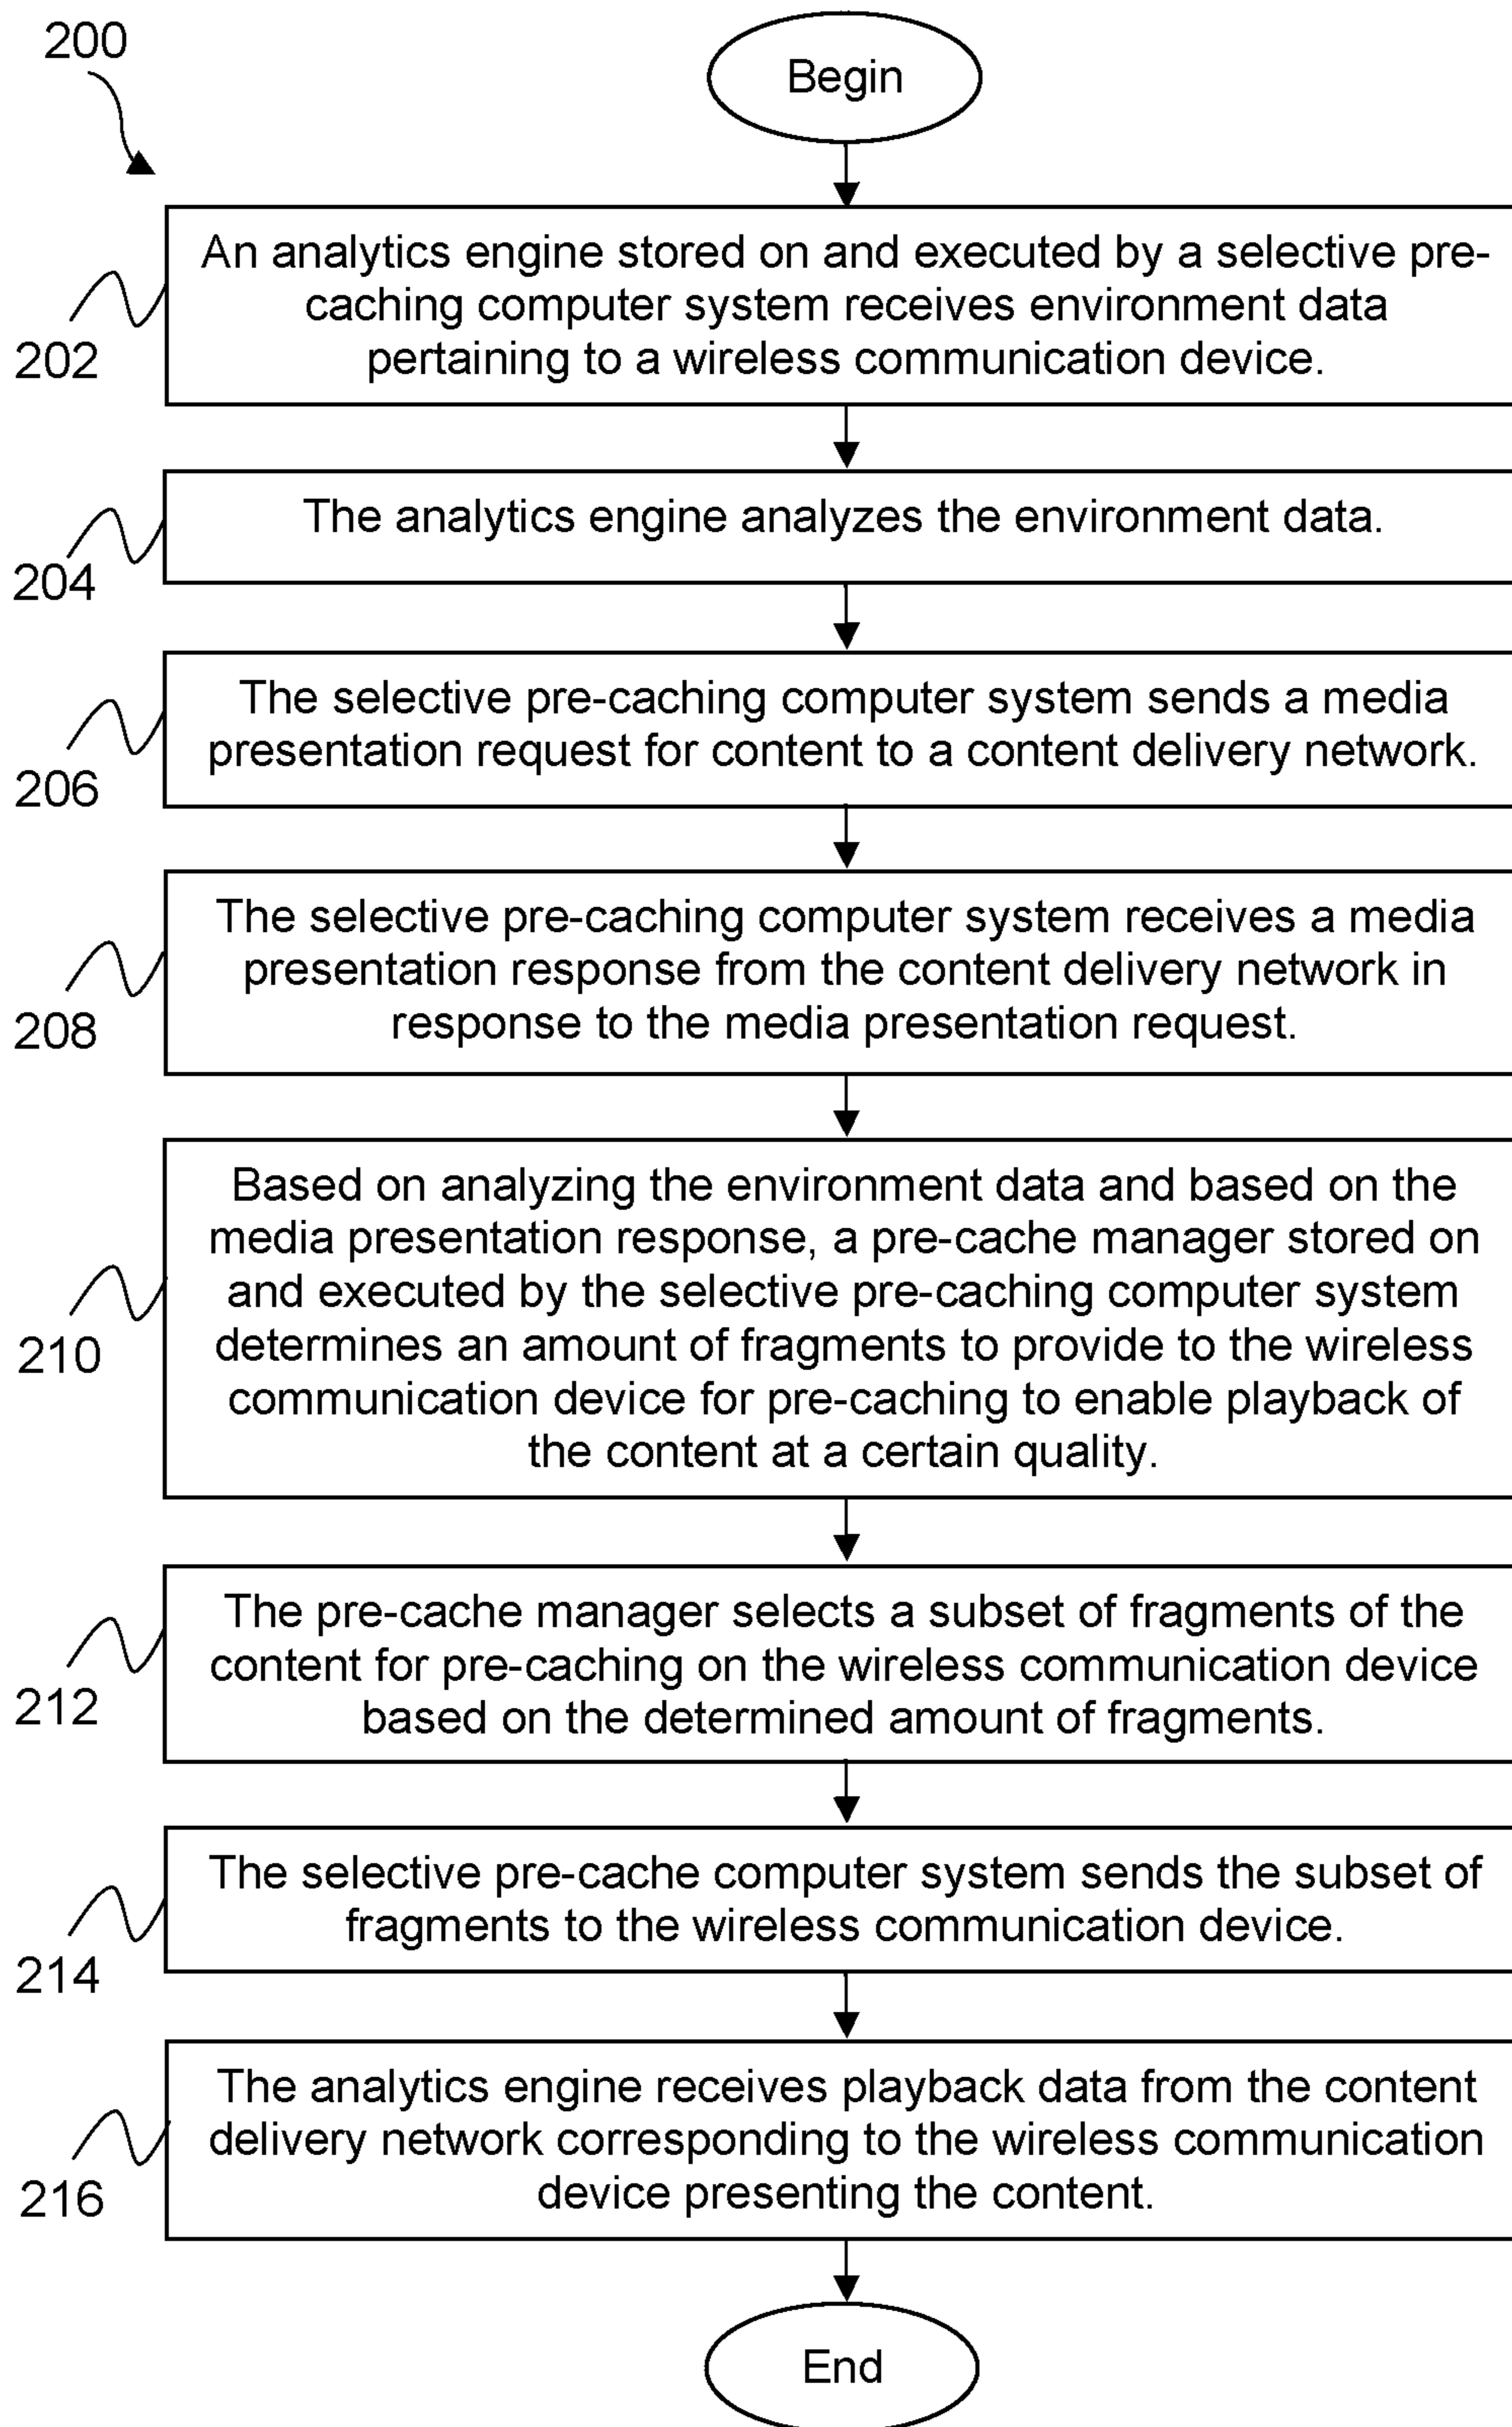 200
Begin
An analytics engine stored on and executed by a selective pre-
caching computer system receives environment data
pertaining to a wireless communication device.
202
The analytics engine analyzes the environment data.
204
The selective pre-caching computer system sends a media
presentation request for content to a content delivery network.
206
The selective pre-caching computer system receives a media
presentation response from the content delivery network in
response to the media presentation request.
208
Based on analyzing the environment data and based on the
media presentation response, a pre-cache manager stored on
and executed by the selective pre-caching computer system
determines an amount of fragments to provide to the wireless
communication device for pre-caching to enable playback of
the content at a certain quality.
210
The pre-cache manager selects a subset of fragments of the
content for pre-caching on the wireless communication device
based on the determined amount of fragments.
212
The selective pre-cache computer system sends the subset of
fragments to the wireless communication device.
214
The analytics engine receives playback data from the content
delivery network corresponding to the wireless communication
device presenting the content.
216
End